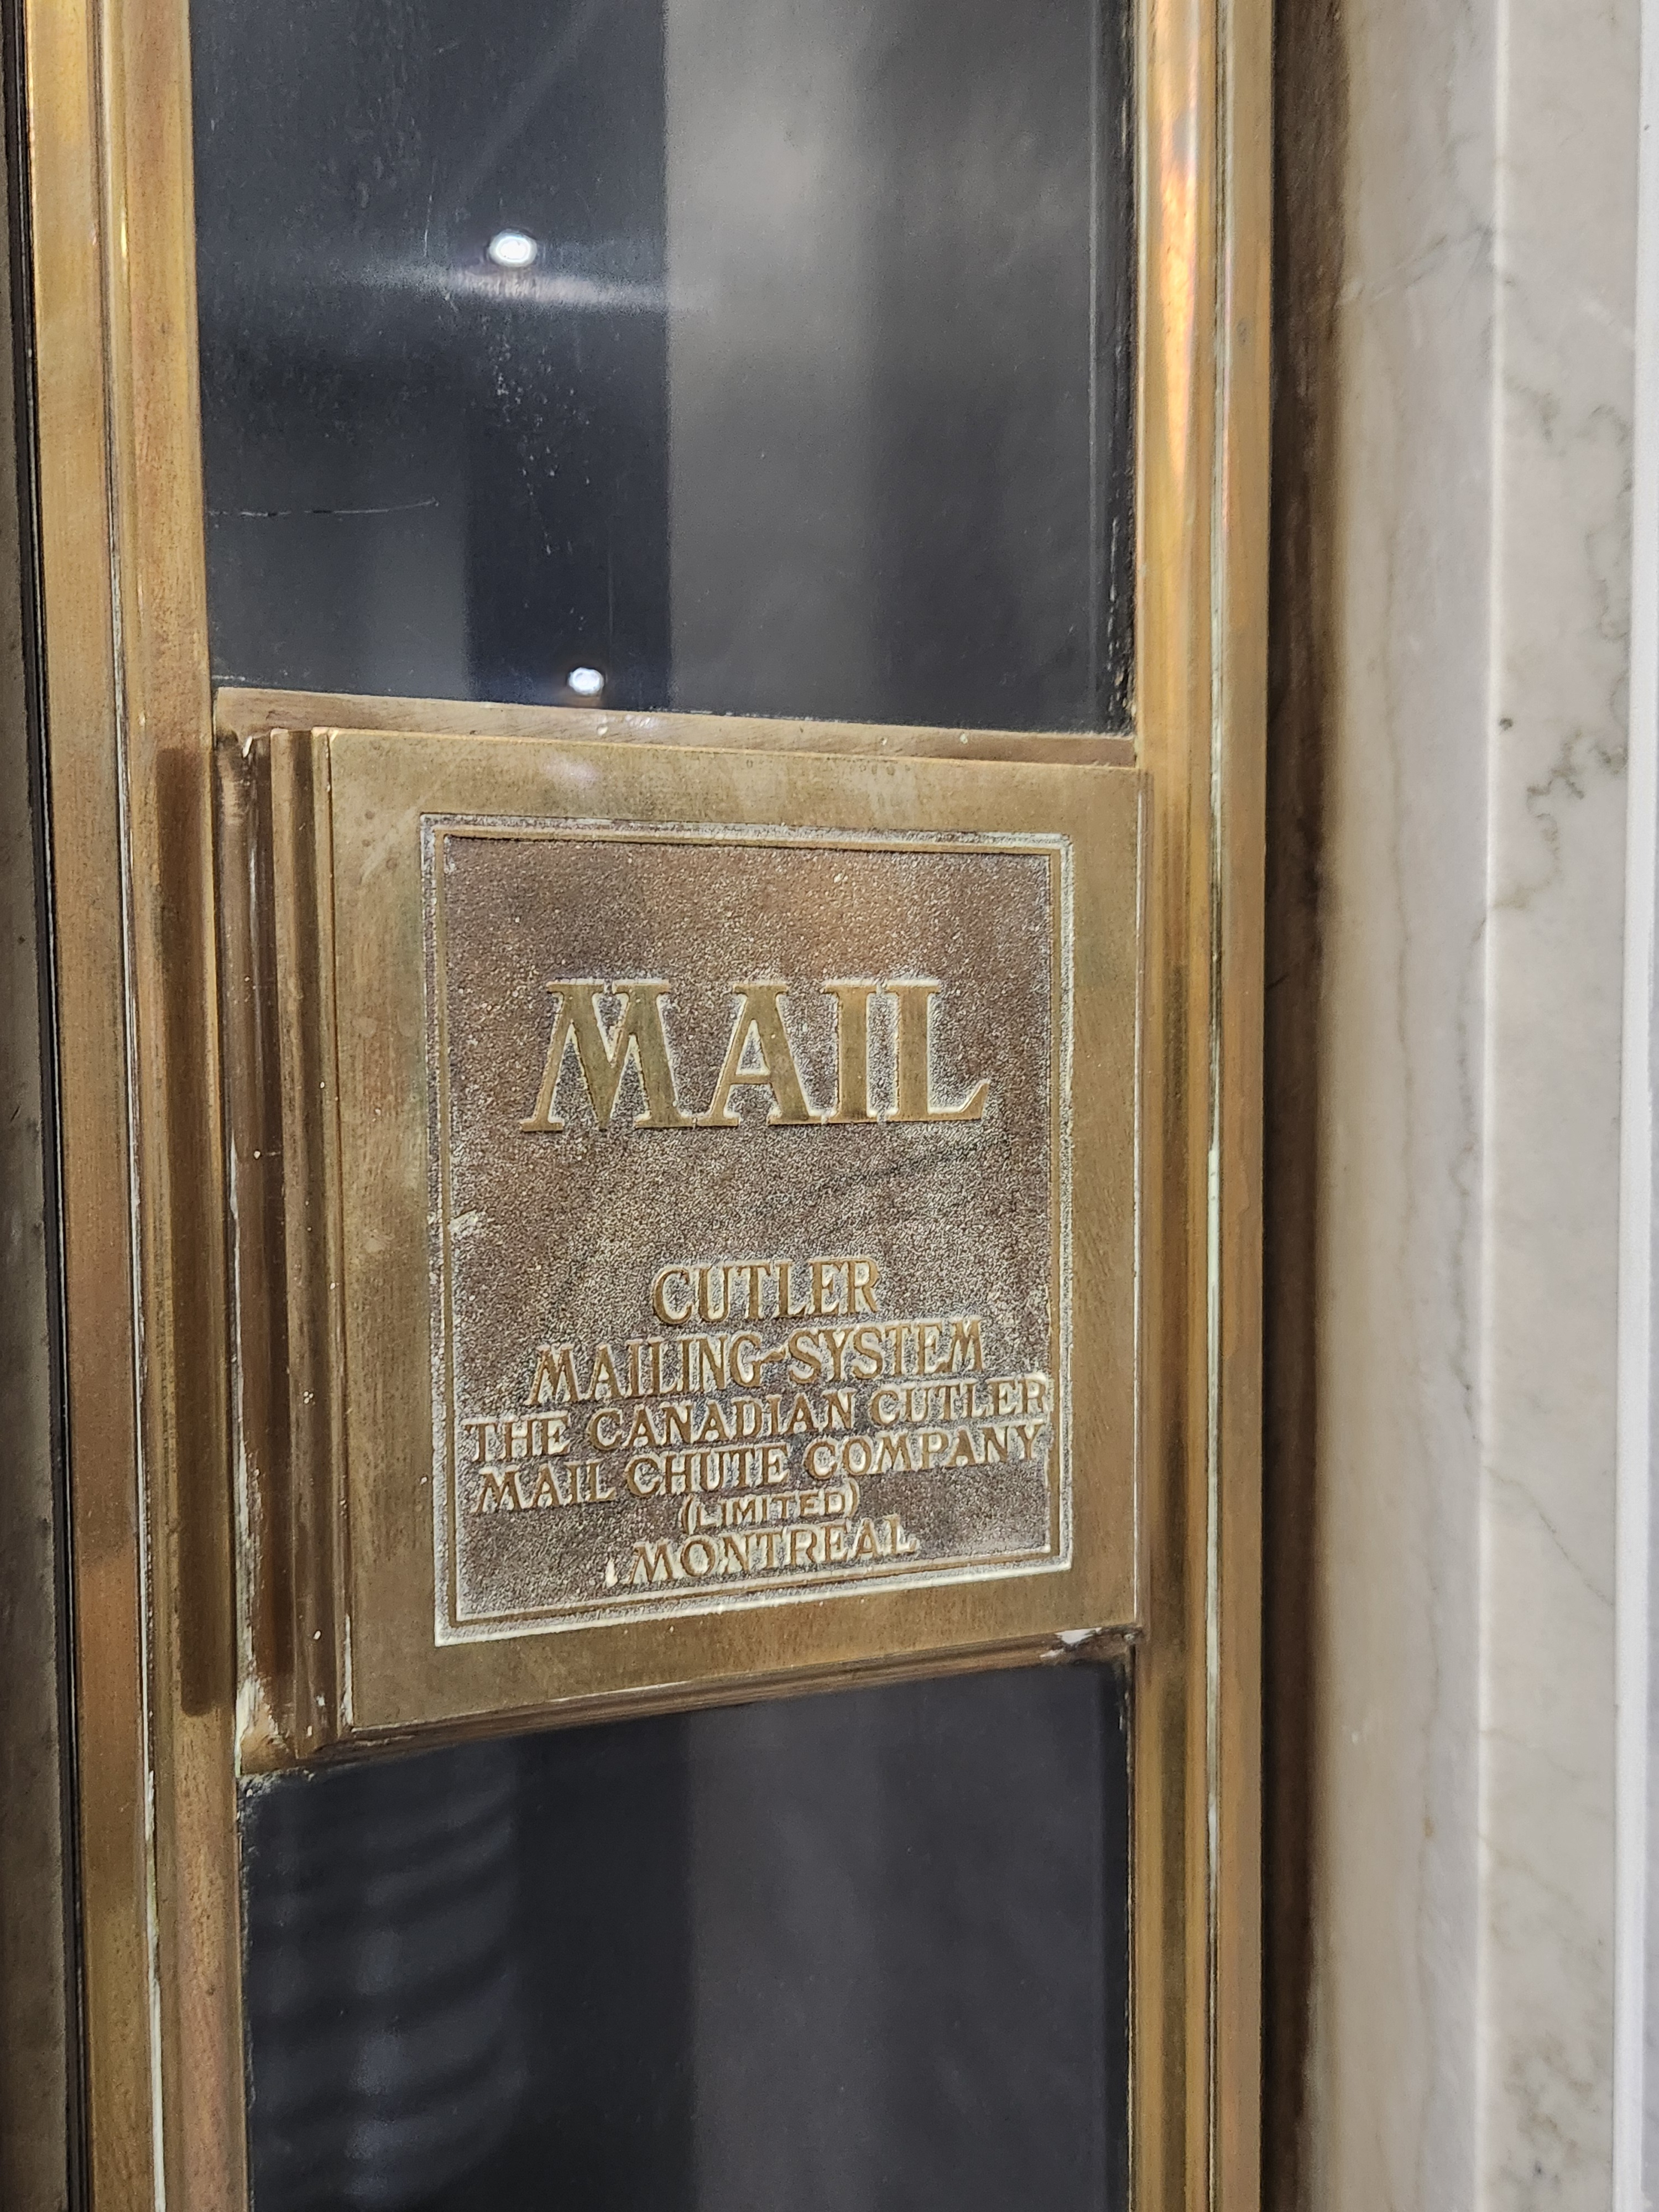 MAIL
CUTLER
MAILING-SYSTEM
THE CANADIAN CUTLER
MAIL CHUTE COMPANY
(LIMITED)
MONTREAL